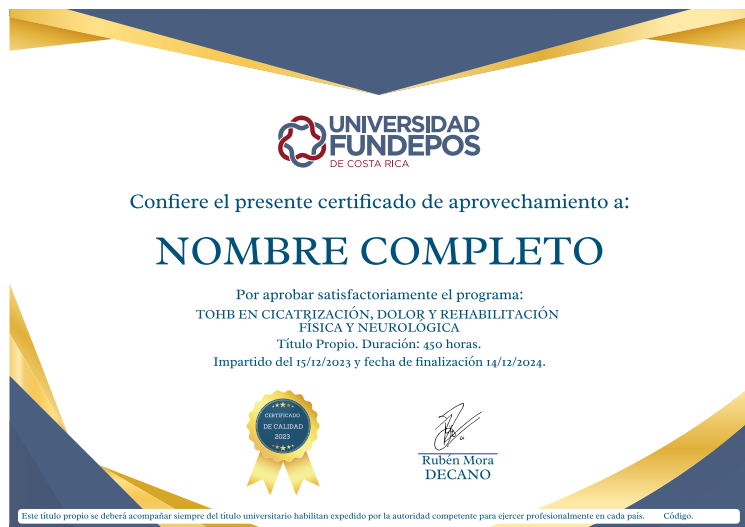 UNIVERSIDAD
FUNDEPOS
DE COSTA RICA
Confiere el presente certificado de aprovechamiento a:
NOMBRE COMPLETO
Por aprobar satisfactoriamente el programa:
TOHB EN CICATRIZACIÓN, DOLOR Y REHABILITACIÓN
FÍSICA Y NEUROLÓGICA
Título Propio. Duración: 450 horas.
Impartido del 15/12/2023 y fecha de finalización 14/12/2024.
CERTIFICADO
DE CALIDAD
2023
Rubén Mora
DECANO
Este título propio se deberá acompañar siempre del título universitario habilitan expedido por la autoridad competente para ejercer profesionalmente en cada país. Código.